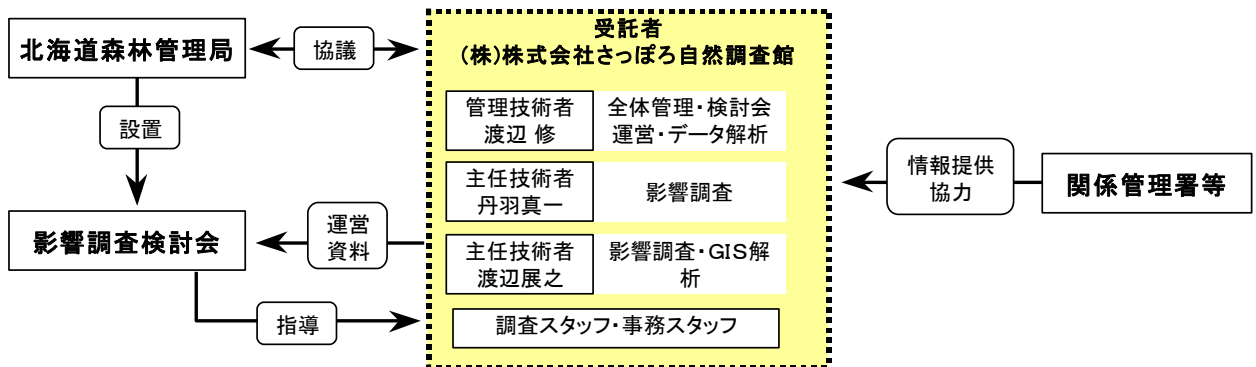 受託者
(株)株式会社さっぽろ自然調査館
北海道森林管理局
協議
設置
管理技術者
渡辺 修
全体管理・検討会
運営・データ解析
主任技術者
丹羽真一
影響調査
情報提供
協力
関係管理署等
影響調査検討会
運営
資料
主任技術者
渡辺展之
影響調査・GIS解
析
指導
調査スタッフ・事務スタッフ